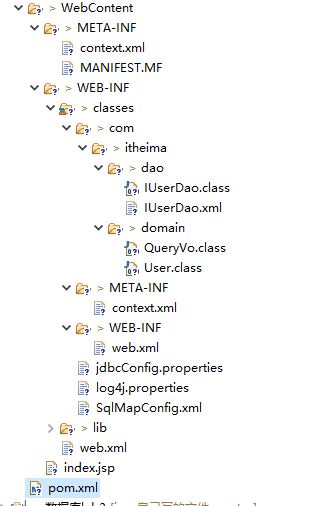 > WebContent
> META-INF
> context.xml
> MANIFEST.MF
> WEB-INF
> classes
> com
> itheima
> dao
IUserDao.class
> IUserDao.xml
> domain
QueryVo.class
User.class
> META-INF
> context.xml
> WEB-INF
> web.xml
jdbcConfig.properties
log4j.properties
SqlMapConfig.xml
> lib
web.xml
index.jsp
pom.xml